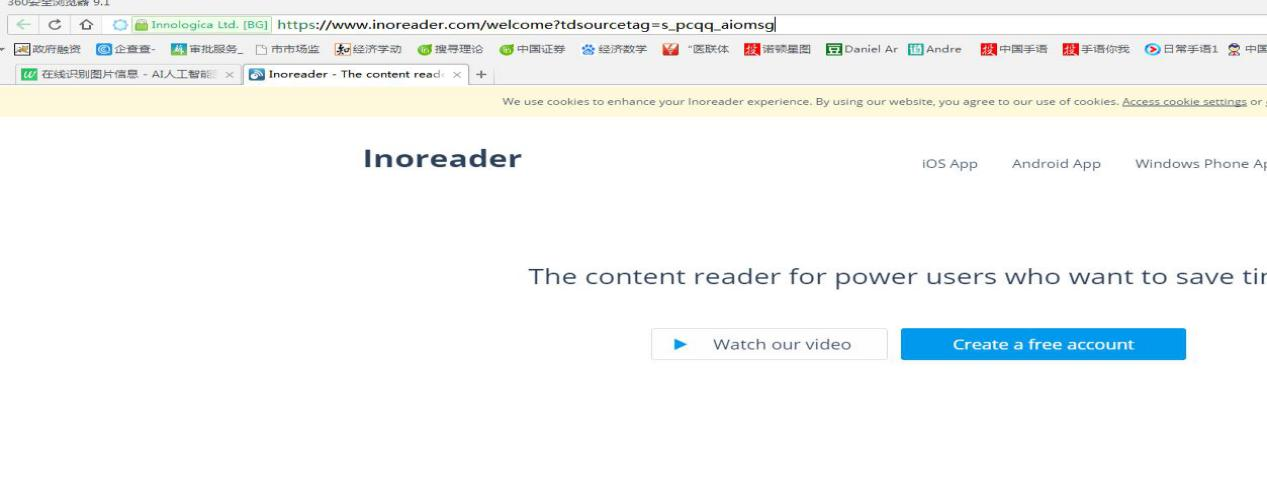 360安全浏览器 9.1
Innologica Ltd. [BG] https://www.inoreader.com/welcome?tdsourcetag=s_pcqq_aiomsg
政府融资 企查查- 审批服务_ 市市场监 经济学动 搜寻理论 中国证券 经济数学 "医联体 诺顿星图 Daniel Ar Andre 中国手语 手语你我 日常手语1 中国
在线识别图片信息 - AI人工智能 Inoreader - The content read
We use cookies to enhance your Inoreader experience. By using our website, you agree to our use of cookies. Access cookie settings or
Inoreader
iOS App Android App Windows Phone Ap
The content reader for power users who want to save tim
Watch our video Create a free account